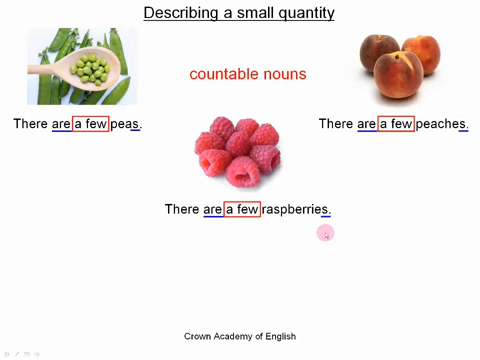 Describing a small quantity
countable nouns
There are a few peas.
There are a few peaches.
There are a few raspberries.
Crown Academy of English